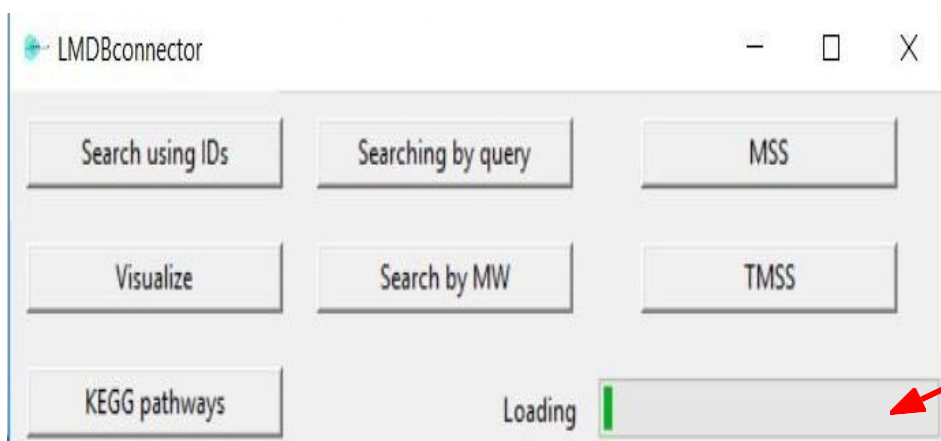 LMDBconnector
Search using IDs
Searching by query
MSS
Visualize
Search by MW
TMSS
KEGG pathways
Loading